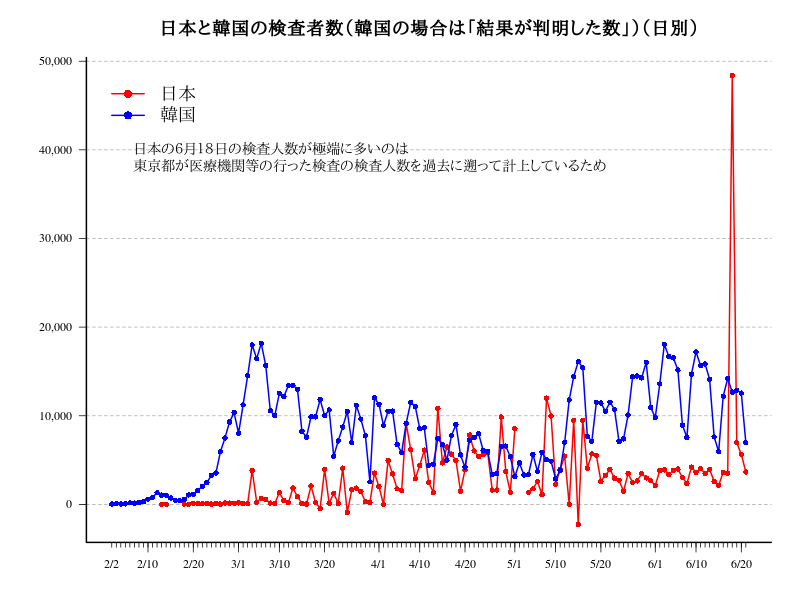 日本と韓国の検査者数(韓国の場合は「結果が判明した数」)(日別)
50,000
40,000
30,000
20,000
10,000
0
日本
韓国
日本の6月18日の検査人数が極端に多いのは
東京都が医療機関等の行った検査の検査人数を過去に遡って計上しているため
2/2 2/10 2/20 3/1 3/10 3/20 4/1 4/10 4/20 5/1 5/10 5/20 6/1 6/10 6/20